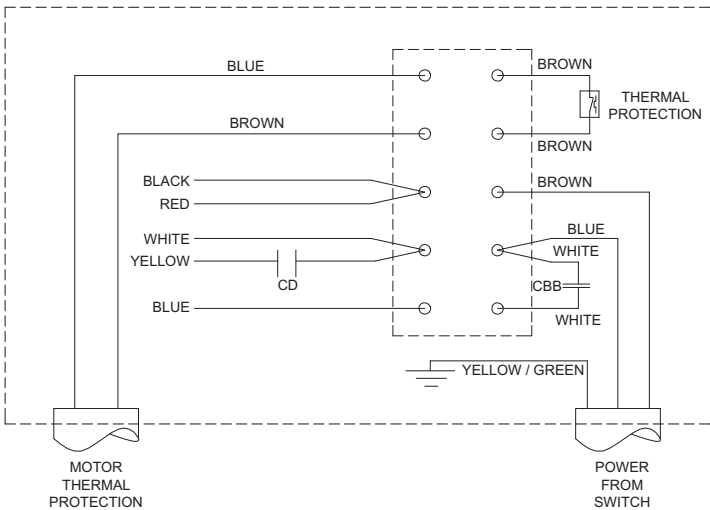 BLUE
BROWN
THERMAL
PROTECTION
BROWN
BROWN
BLACK
BROWN
RED
BLUE
WHITE
WHITE
YELLOW
CD
CBB
BLUE
WHITE
YELLOW / GREEN
MOTOR
THERMAL
PROTECTION
POWER
FROM
SWITCH